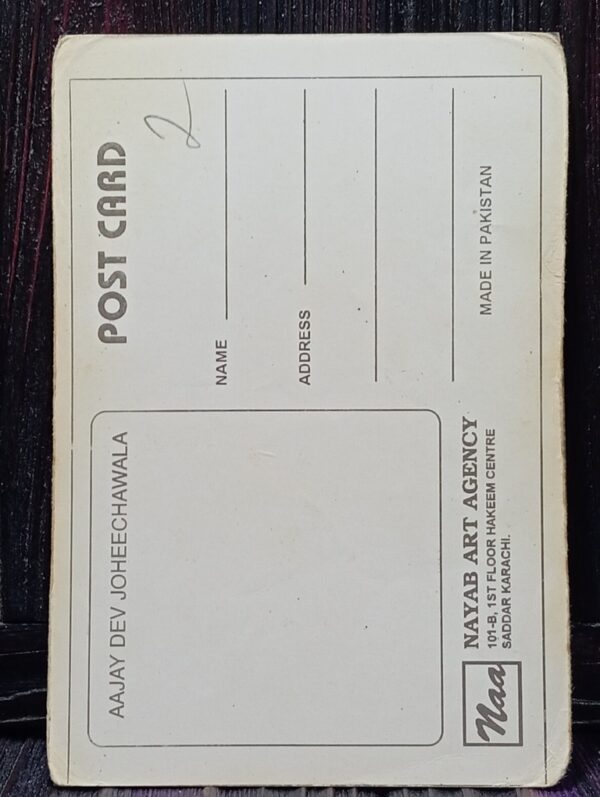 AAJAY DEV JOHEECHAWALA
POST CARD
2
NAME
ADDRESS
MADE IN PAKISTAN
Naa
NAYAB ART AGENCY
101-B, 1ST FLOOR HAKEEM CENTRE
SADDAR KARACHI.